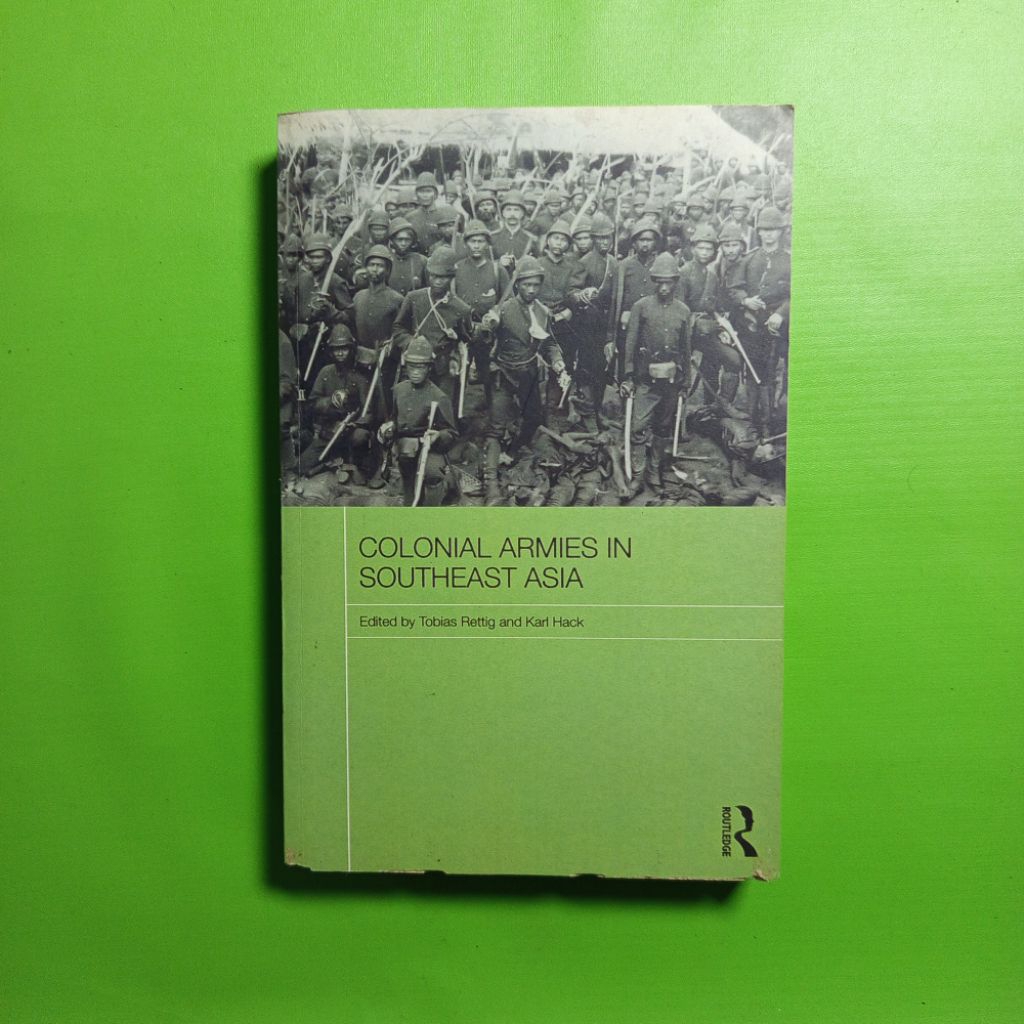 COLONIAL ARMIES IN
SOUTHEAST ASIA
Edited by Tobias Rettig and Karl Hack
ROUTLEDGE